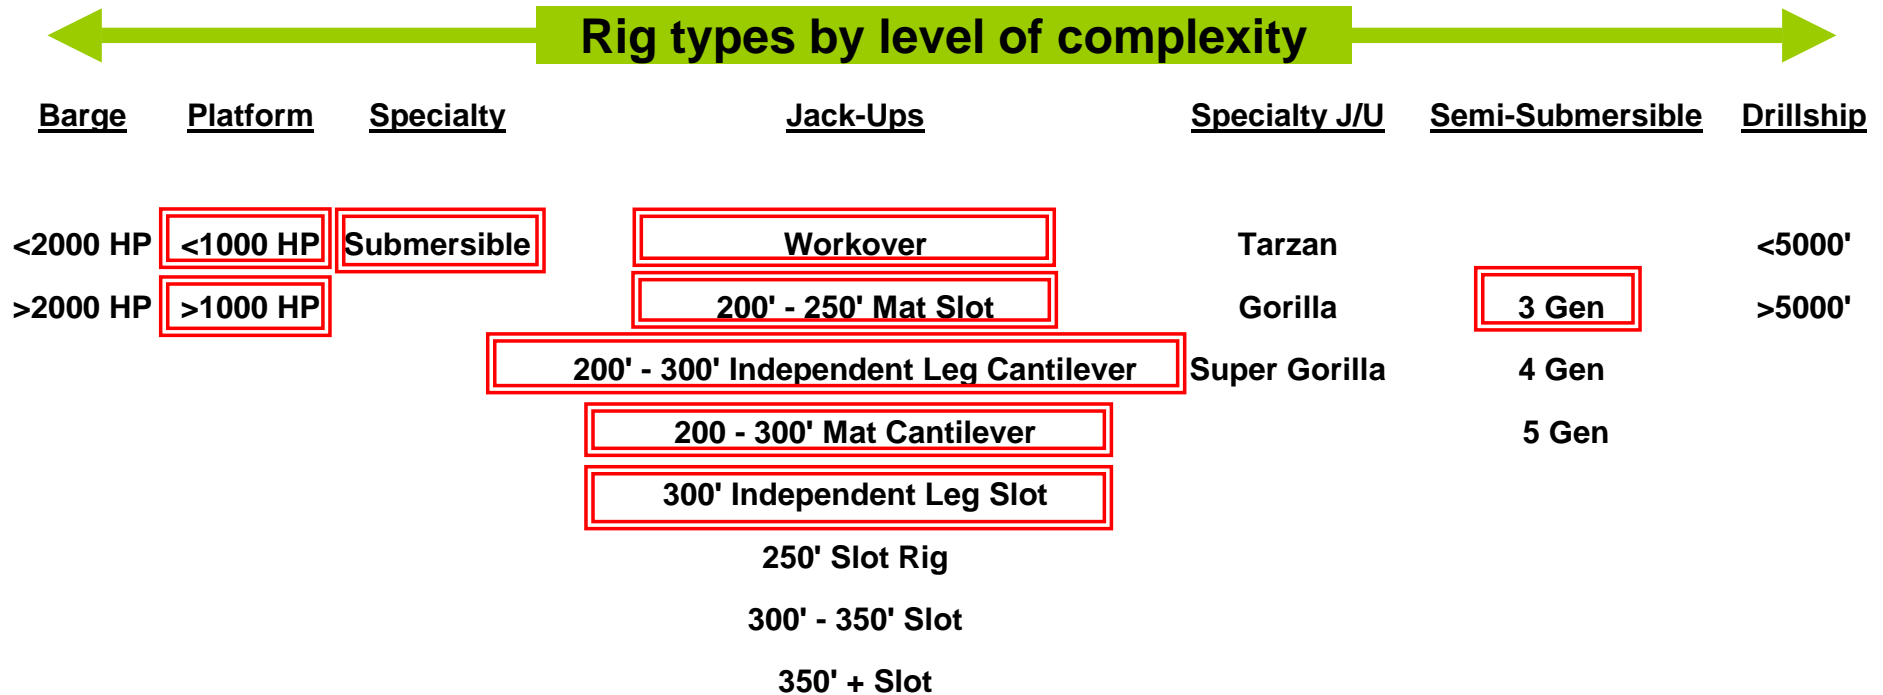 Rig types by level of complexity
Barge Platform Specialty Jack-Ups Specialty J/U Semi-Submersible Drillship
<2000 HP <1000 HP Submersible Workover Tarzan <5000'
>2000 HP >1000 HP 200' - 250' Mat Slot Gorilla 3 Gen >5000'
200' - 300' Independent Leg Cantilever Super Gorilla 4 Gen
200 - 300' Mat Cantilever 5 Gen
300' Independent Leg Slot
250' Slot Rig
300' - 350' Slot
350' + Slot